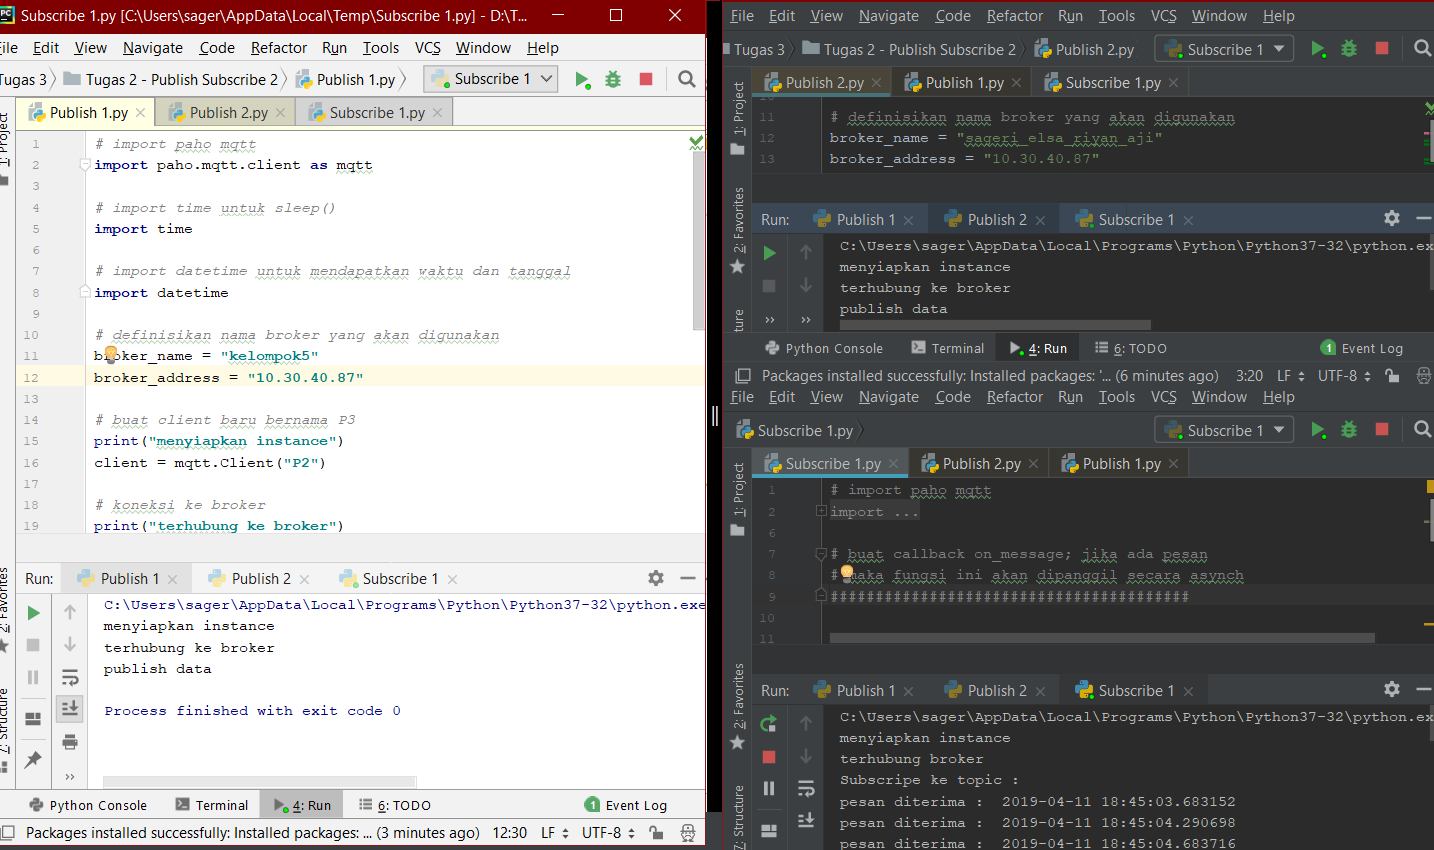 Subscribe 1.py [C:\Users\sager\AppData\Local\Temp\Subscribe 1.py] - D:\T...
File Edit View Navigate Code Refactor Run Tools VCS Window Help
Tugas 3 Tugas 2 - Publish Subscribe 2 Publish 1.py Subscribe 1
Publish 1.py Publish 2.py Subscribe 1.py
1: Project
1 # import paho mqtt
2 import paho.mqtt.client as mqtt
3
4 # import time untuk sleep()
5 import time
6
7 # import datetime untuk mendapatkan waktu dan tanggal
8 import datetime
9
10 # definisikan nama broker yang akan digunakan
11 broker_name = "kelompok5"
12 broker_address = "10.30.40.87"
13
14 # buat client baru bernama P3
15 print("menyiapkan instance")
16 client = mqtt.Client("P2")
17
18 # koneksi ke broker
19 print("terhubung ke broker")
2: Favorites
7: Structure
Run: Publish 1 Publish 2 Subscribe 1
C:\Users\sager\AppData\Local\Programs\Python\Python37-32\python.exe
menyiapkan instance
terhubung ke broker
publish data
Process finished with exit code 0
Python Console Terminal 4: Run 6: TODO 1 Event Log
Packages installed successfully: Installed packages: ... (3 minutes ago) 12:30 LF UTF-8
File Edit View Navigate Code Refactor Run Tools VCS Window Help
Tugas 3 Tugas 2 - Publish Subscribe 2 Publish 2.py Subscribe 1
Publish 2.py Publish 1.py Subscribe 1.py
1: Project
11 # definisikan nama broker yang akan digunakan
12 broker_name = "sageri_elsa_riyan_aji"
13 broker_address = "10.30.40.87"
2: Favorites
Run: Publish 1 Publish 2 Subscribe 1
C:\Users\sager\AppData\Local\Programs\Python\Python37-32\python.ex
menyiapkan instance
terhubung ke broker
publish data
ture
Python Console Terminal 4: Run 6: TODO 1 Event Log
Packages installed successfully: Installed packages: '... (6 minutes ago) 3:20 LF UTF-8
File Edit View Navigate Code Refactor Run Tools VCS Window Help
Subscribe 1.py Subscribe 1
Subscribe 1.py Publish 2.py Publish 1.py
1: Project
1 # import paho mqtt
2 import ...
6
7 # buat callback on_message; jika ada pesan
8 # maka fungsi ini akan dipanggil secara asynch
9 ########################################
10
11
2: Favorites
7: Structure
Run: Publish 1 Publish 2 Subscribe 1
C:\Users\sager\AppData\Local\Programs\Python\Python37-32\python.ex
menyiapkan instance
terhubung broker
Subscripe ke topic :
pesan diterima : 2019-04-11 18:45:03.683152
pesan diterima : 2019-04-11 18:45:04.290698
pesan diterima : 2019-04-11 18:45:04.683716